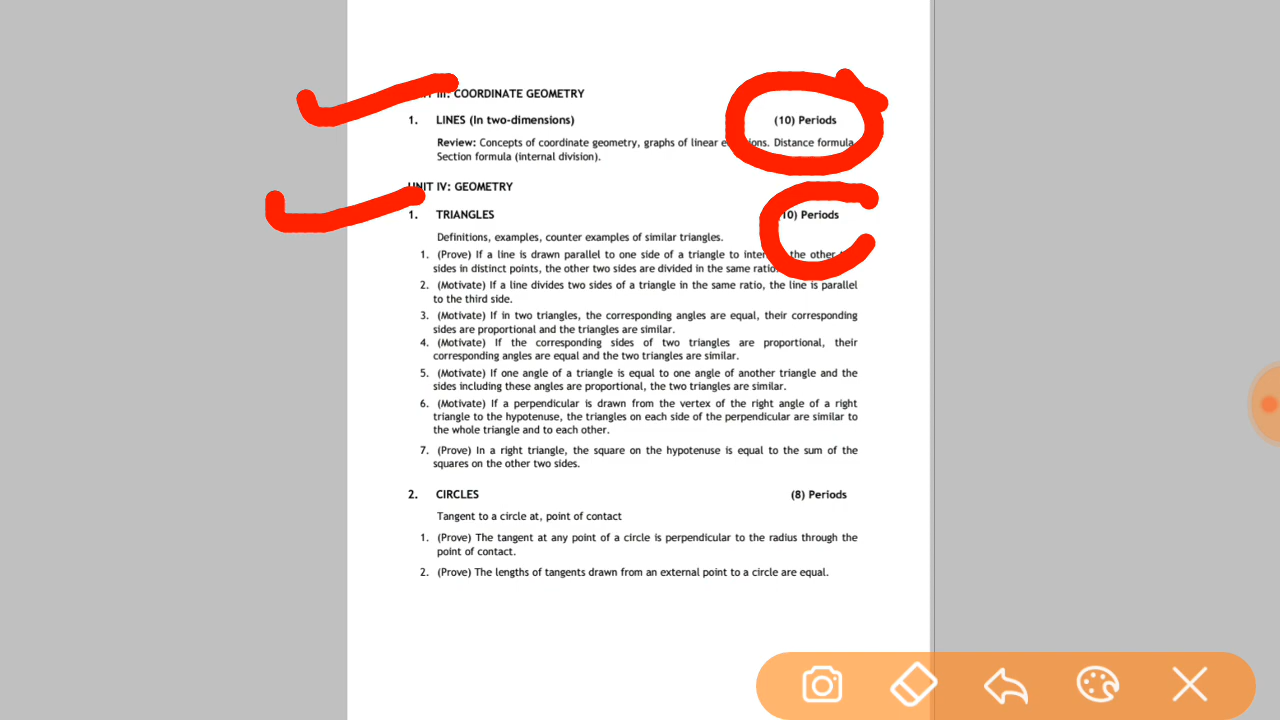 III: COORDINATE GEOMETRY
1. LINES (In two-dimensions) (10) Periods
Review: Concepts of coordinate geometry, graphs of linear Distance formula.
Section formula (internal division).
UNIT IV: GEOMETRY
1. TRIANGLES 10) Periods
Definitions, examples, counter examples of similar triangles.
1. (Prove) If a line is drawn parallel to one side of a triangle to the other
sides in distinct points, the other two sides are divided in the same ratio.
2. (Motivate) If a line divides two sides of a triangle in the same ratio, the line is parallel
to the third side.
3. (Motivate) If in two triangles, the corresponding angles are equal, their corresponding
sides are proportional and the triangles are similar.
4. (Motivate) If the corresponding sides of two triangles are proportional, their
corresponding angles are equal and the two triangles are similar.
5. (Motivate) If one angle of a triangle is equal to one angle of another triangle and the
sides including these angles are proportional, the two triangles are similar.
6. (Motivate) If a perpendicular is drawn from the vertex of the right angle of a right
triangle to the hypotenuse, the triangles on each side of the perpendicular are similar to
the whole triangle and to each other.
7. (Prove) In a right triangle, the square on the hypotenuse is equal to the sum of the
squares on the other two sides.
2. CIRCLES (8) Periods
Tangent to a circle at, point of contact
1. (Prove) The tangent at any point of a circle is perpendicular to the radius through the
point of contact.
2. (Prove) The lengths of tangents drawn from an external point to a circle are equal.